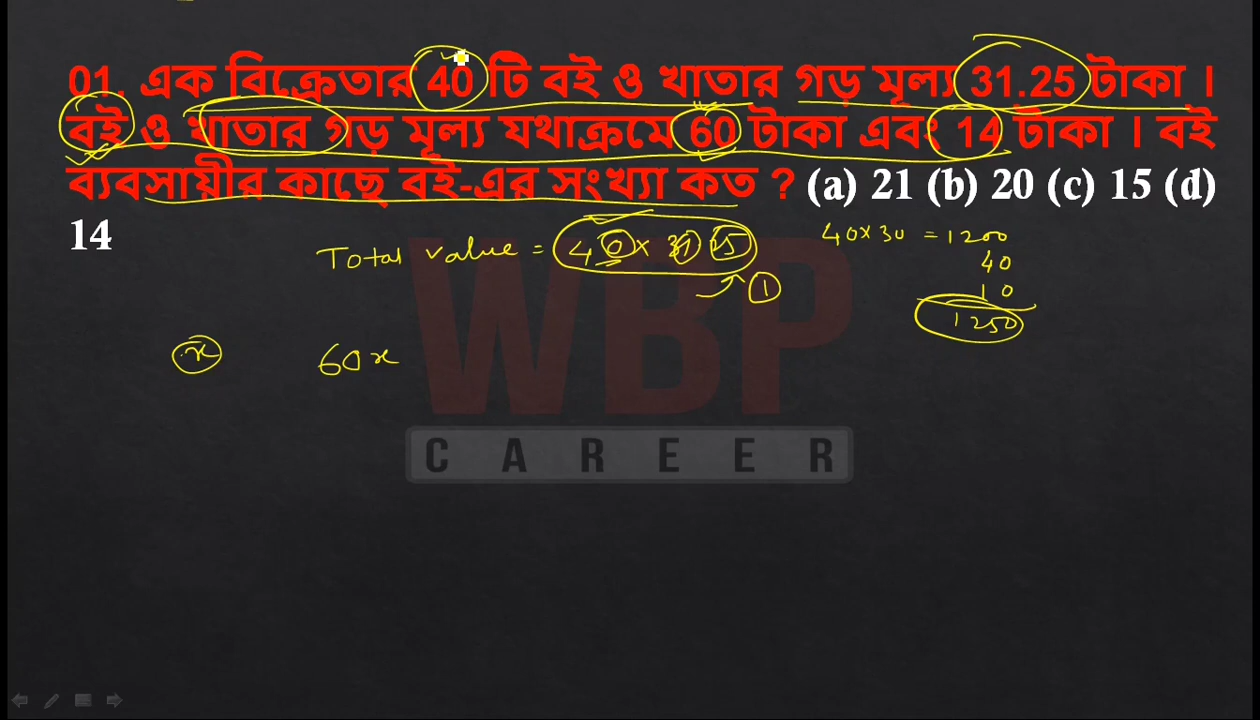 01. এক বিক্রেতার 40 টি বই ও খাতার গড় মূল্য 31.25 টাকা ।
বই ও খাতার গড় মূল্য যথাক্রমে 60 টাকা এবং 14 টাকা । বই
ব্যবসায়ীর কাছে বই-এর সংখ্যা কত ? (a) 21 (b) 20 (c) 15 (d)
14
Total value = 40 × 31.25
40 × 30 = 1200
40
10
1250
1
x 60x
WBP
CAREER